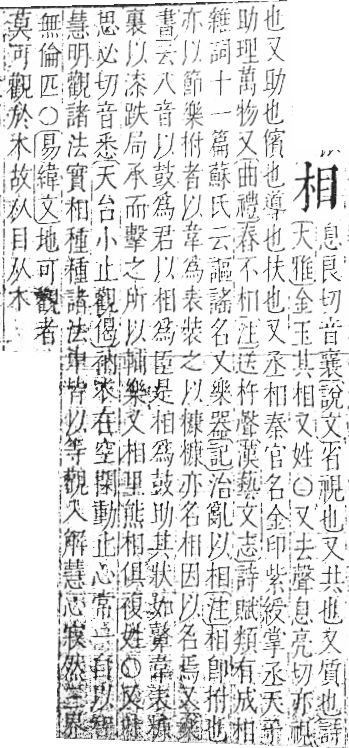 相
息良切音襄說文省視也又共也又質也詩
大雅金玉其相又姓○又去聲息亮切亦視
也又助也儐也導也扶也又丞相秦官名金印紫綬掌丞天子
助理萬物又曲禮舂不相注送杵聲漢藝文志詩賦類有成相
雜詞十一篇蘇氏云謳謠名又樂器記治亂以相注相卽拊也
亦以節樂拊者以韋爲表裝之以糠糠亦名相因以名焉又樂
書云八音以鼓爲君以相爲臣是相爲鼓助其狀如鼙韋表糠
裏以漆趺局承而擊之所以輔樂又相里熊相俱複姓○又叶
思必切音悉天台小止觀偈衲衣在空閑動止心常一自以智
慧明觀諸法實相種種諸法中皆以等觀入解慧心寂然三界
無倫匹○易緯文地可觀者
莫可觀於木故从目从木